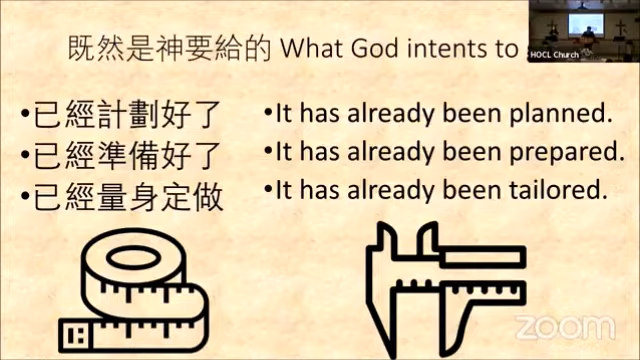 既然是神要給的 What God intents to
HOCL Church
•已經計劃好了
•已經準備好了
•已經量身定做
•It has already been planned.
•It has already been prepared.
•It has already been tailored.
zoom